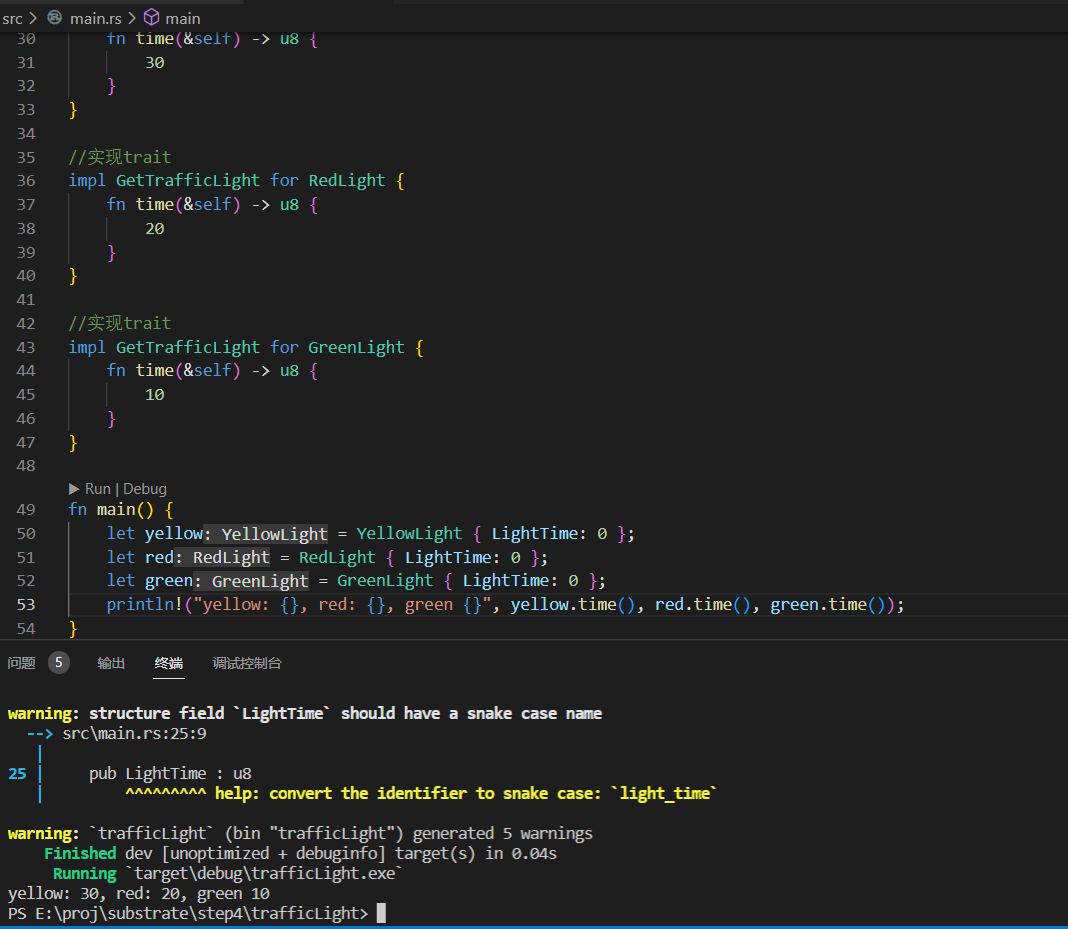 src > main.rs > main
30 fn time(&self) -> u8 {
31 30
32 }
33 }
34
35 //实现trait
36 impl GetTrafficLight for RedLight {
37 fn time(&self) -> u8 {
38 20
39 }
40 }
41
42 //实现trait
43 impl GetTrafficLight for GreenLight {
44 fn time(&self) -> u8 {
45 10
46 }
47 }
48
▶ Run | Debug
49 fn main() {
50 let yellow: YellowLight = YellowLight { LightTime: 0 };
51 let red: RedLight = RedLight { LightTime: 0 };
52 let green: GreenLight = GreenLight { LightTime: 0 };
53 println!("yellow: {}, red: {}, green {}", yellow.time(), red.time(), green.time());
54 }
问题 5 输出 终端 调试控制台
warning: structure field `LightTime` should have a snake case name
--> src\main.rs:25:9
|
25 | pub LightTime : u8
| ^^^^^^^^^ help: convert the identifier to snake case: `light_time`
warning: `trafficLight` (bin "trafficLight") generated 5 warnings
Finished dev [unoptimized + debuginfo] target(s) in 0.04s
Running `target\debug\trafficLight.exe`
yellow: 30, red: 20, green 10
PS E:\proj\substrate\step4\trafficLight>